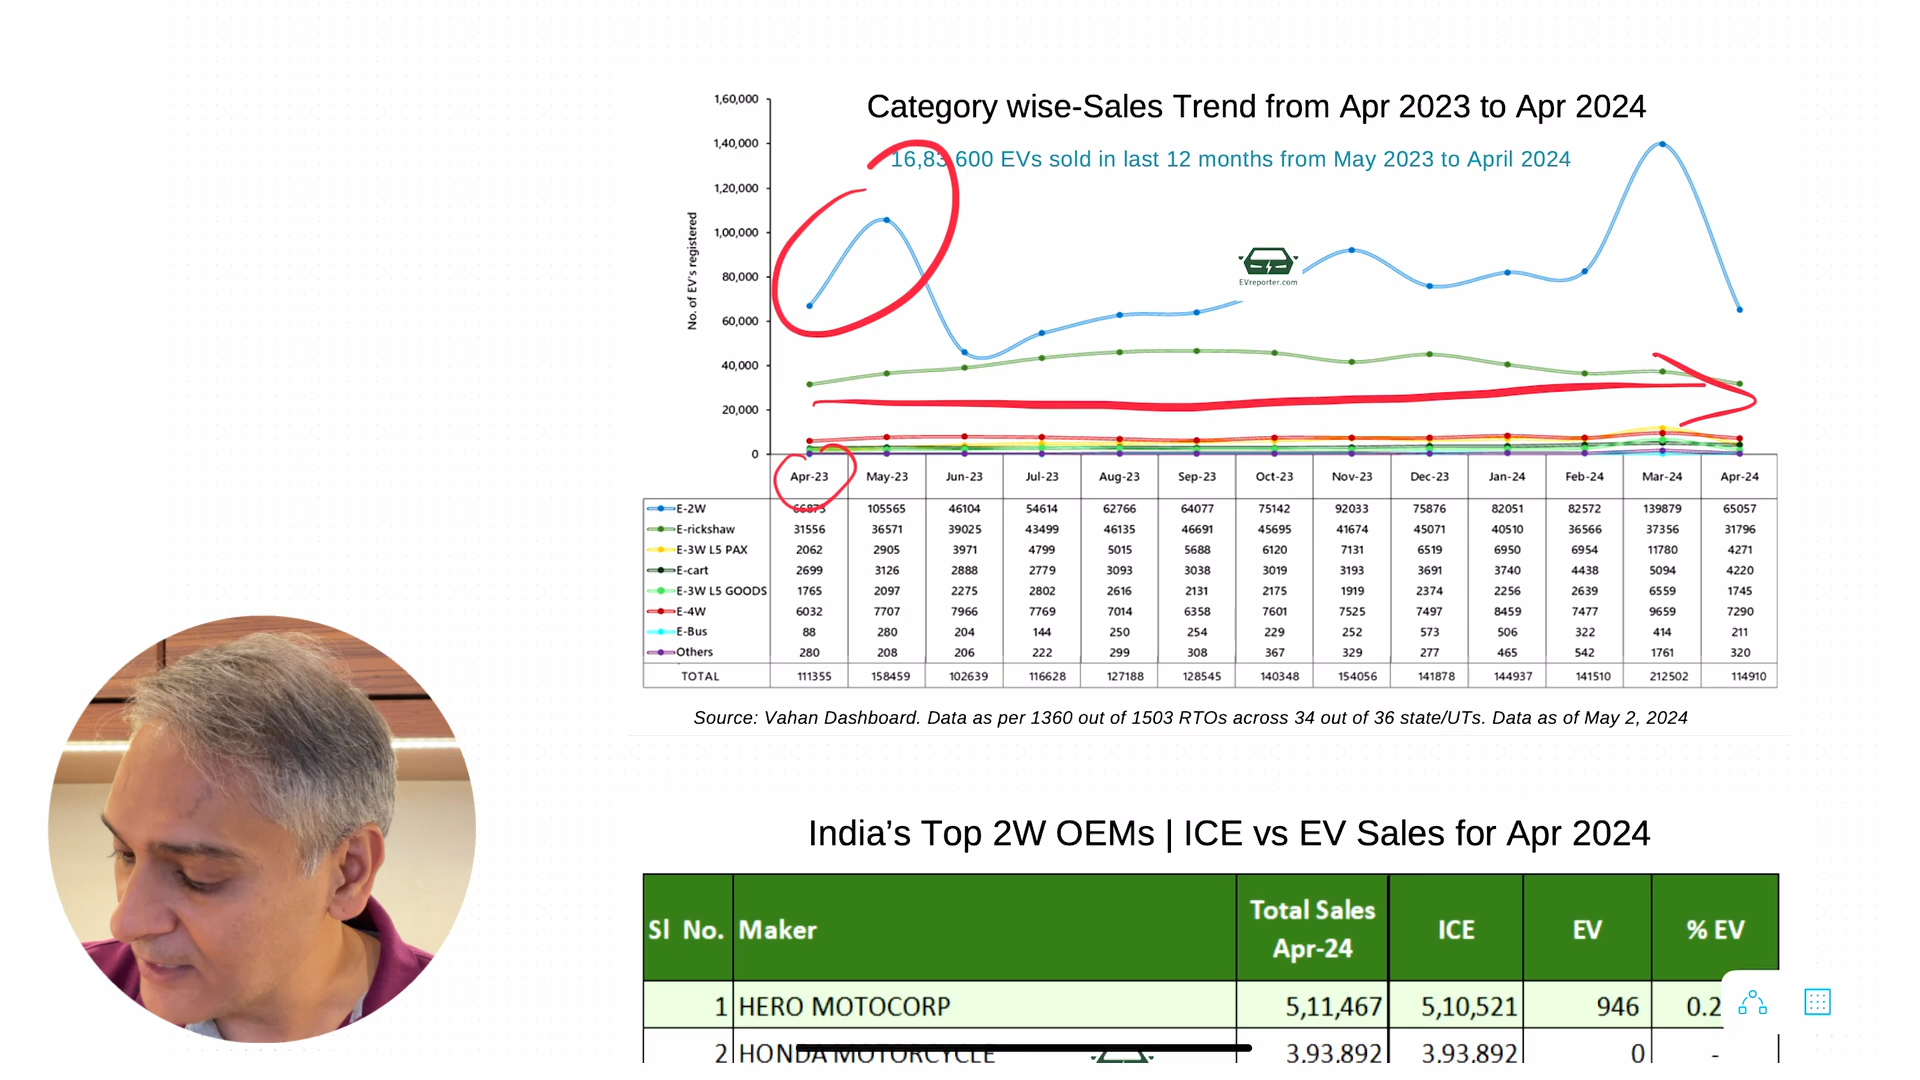 Category wise-Sales Trend from Apr 2023 to Apr 2024
16,83,600 EVs sold in last 12 months from May 2023 to April 2024
No. of EV's registered
1,60,000
1,40,000
1,20,000
1,00,000
80,000
60,000
40,000
20,000
0
EVreporter.com
Apr-23 May-23 Jun-23 Jul-23 Aug-23 Sep-23 Oct-23 Nov-23 Dec-23 Jan-24 Feb-24 Mar-24 Apr-24
E-2W 66873 105565 46104 54614 62766 64077 75142 92033 75876 82051 82572 139879 65057
E-rickshaw 31556 36571 39025 43499 46135 46691 45695 41674 45071 40510 36566 37356 31796
E-3W L5 PAX 2062 2905 3971 4799 5015 5688 6120 7131 6519 6950 6954 11780 4271
E-cart 2699 3126 2888 2779 3093 3038 3019 3193 3691 3740 4438 5094 4220
E-3W L5 GOODS 1765 2097 2275 2802 2616 2131 2175 1919 2374 2256 2639 6559 1745
E-4W 6032 7707 7966 7769 7014 6358 7601 7525 7497 8459 7477 9659 7290
E-Bus 88 280 204 144 250 254 229 252 573 506 322 414 211
Others 280 208 206 222 299 308 367 329 277 465 542 1761 320
TOTAL 111355 158459 102639 116628 127188 128545 140348 154056 141878 144937 141510 212502 114910
Source: Vahan Dashboard. Data as per 1360 out of 1503 RTOs across 34 out of 36 state/UTs. Data as of May 2, 2024
India's Top 2W OEMs | ICE vs EV Sales for Apr 2024
Sl No. Maker Total Sales Apr-24 ICE EV % EV
1 HERO MOTOCORP 5,11,467 5,10,521 946 0.2
2 HONDA MOTORCYCLE 3,93,892 3,93,892 0 -